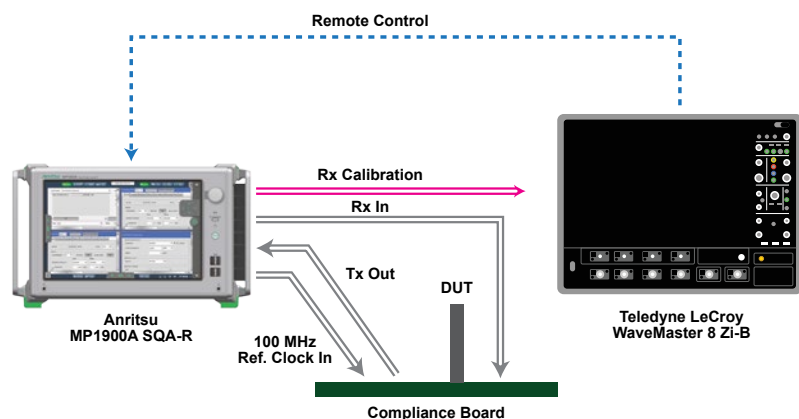 Remote Control
Rx Calibration
Rx In
Tx Out
DUT
Anritsu
MP1900A SQA-R
100 MHz
Ref. Clock In
Teledyne LeCroy
WaveMaster 8 Zi-B
Compliance Board